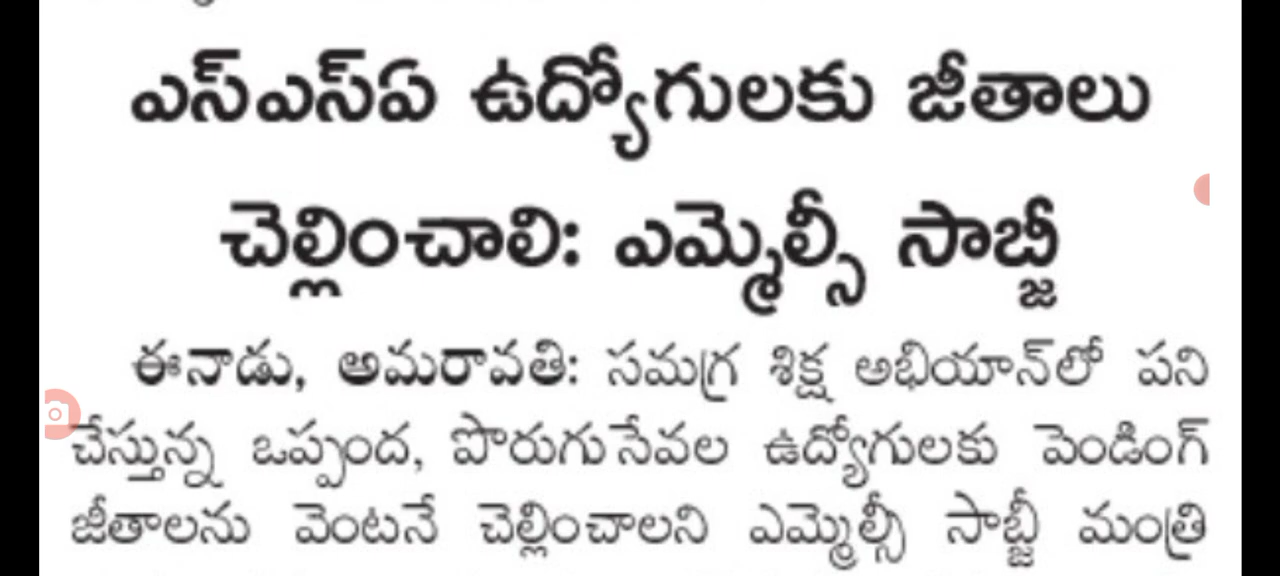 ఎస్ఎస్ఏ ఉద్యోగులకు జీతాలు
చెల్లించాలి: ఎమ్మెల్సీ సాబ్జీ
ఈనాడు, అమరావతి: సమగ్ర శిక్ష అభియాన్‌లో పని
చేస్తున్న ఒప్పంద, పొరుగుసేవల ఉద్యోగులకు పెండింగ్
జీతాలను వెంటనే చెల్లించాలని ఎమ్మెల్సీ సాబ్జీ మంత్రి